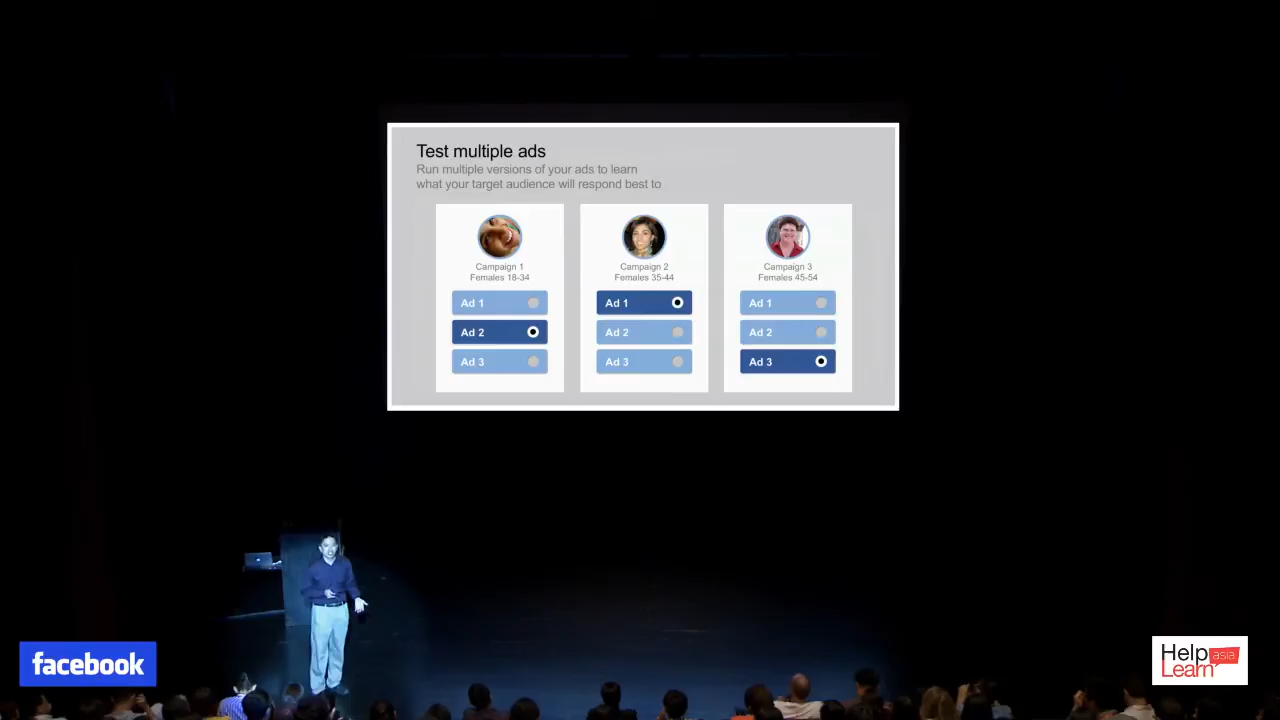 Test multiple ads
Run multiple versions of your ads to learn
what your target audience will respond best to
Campaign 1
Females 18-34
Ad 1
Ad 2
Ad 3
Campaign 2
Females 35-44
Ad 1
Ad 2
Ad 3
Campaign 3
Females 45-54
Ad 1
Ad 2
Ad 3
facebook
Help
asia
Learn